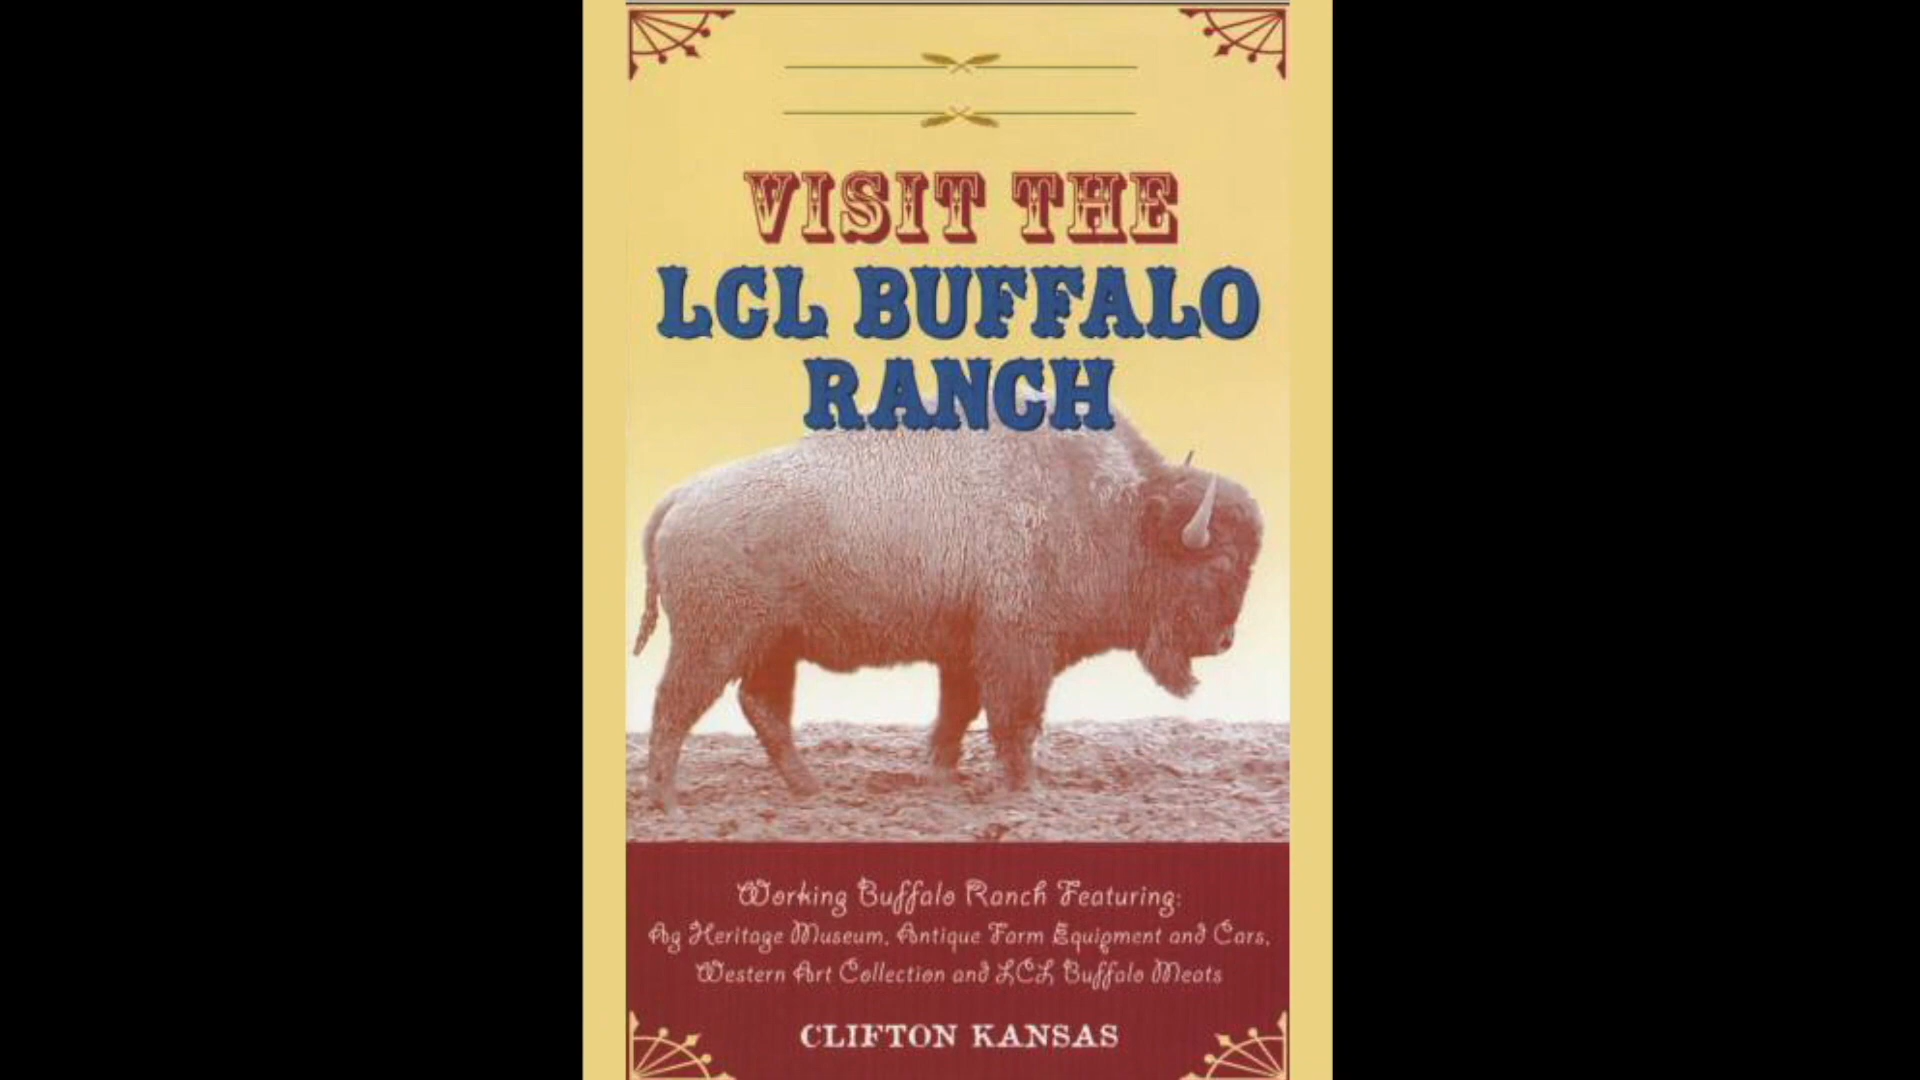 VISIT THE
LCL BUFFALO
RANCH
Working Buffalo Ranch Featuring:
Ag Heritage Museum, Antique Farm Equipment and Cars,
Western Art Collection and LCL Buffalo Meats
CLIFTON KANSAS